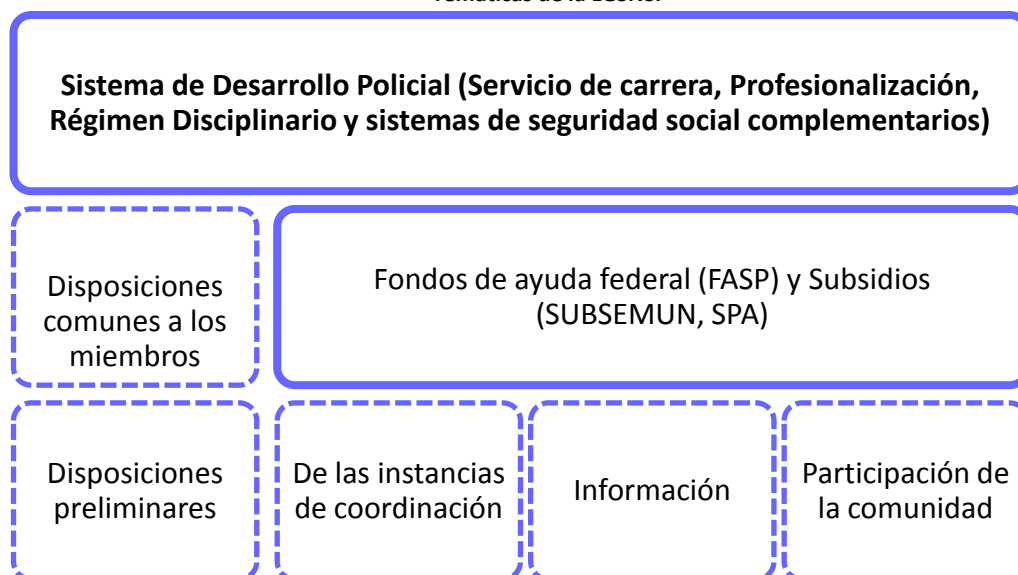 Sistema de Desarrollo Policial (Servicio de carrera, Profesionalización,
Régimen Disciplinario y sistemas de seguridad social complementarios)
Disposiciones
comunes a los
miembros
Fondos de ayuda federal (FASP) y Subsidios
(SUBSEMUN, SPA)
Disposiciones
preliminares
De las instancias
de coordinación
Información
Participación de
la comunidad